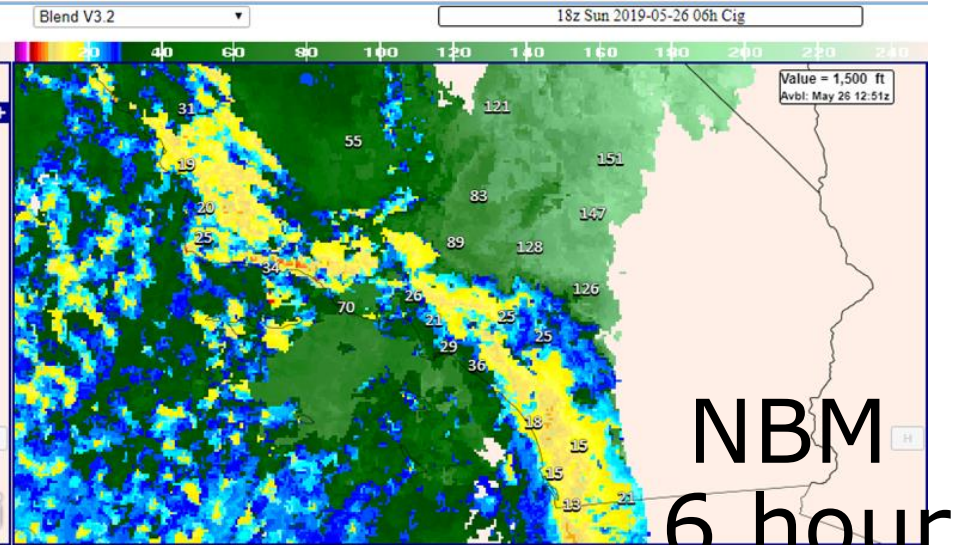 Blend V3.2
18z Sun 2019-05-26 06h Cig
20 40 60 80 100 120 140 160 180 200 220 240
Value = 1,500 ft
Avbl: May 26 12:51z
31 121
55
19 151
83
20 147
25 89 128
34
26 126
70 21 25
29 25
36
18
15
15
13 21
NBM
H
6 hour